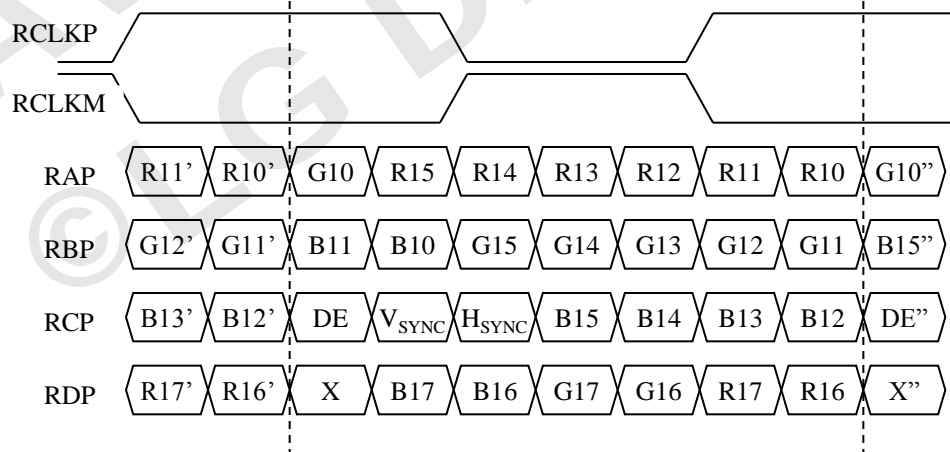 RCLKP
RCLKM
RAP R11’ R10’ G10 R15 R14 R13 R12 R11 R10 G10”
RBP G12’ G11’ B11 B10 G15 G14 G13 G12 G11 B15”
RCP B13’ B12’ DE VSYNC HSYNC B15 B14 B13 B12 DE”
RDP R17’ R16’ X B17 B16 G17 G16 R17 R16 X”
©LG D